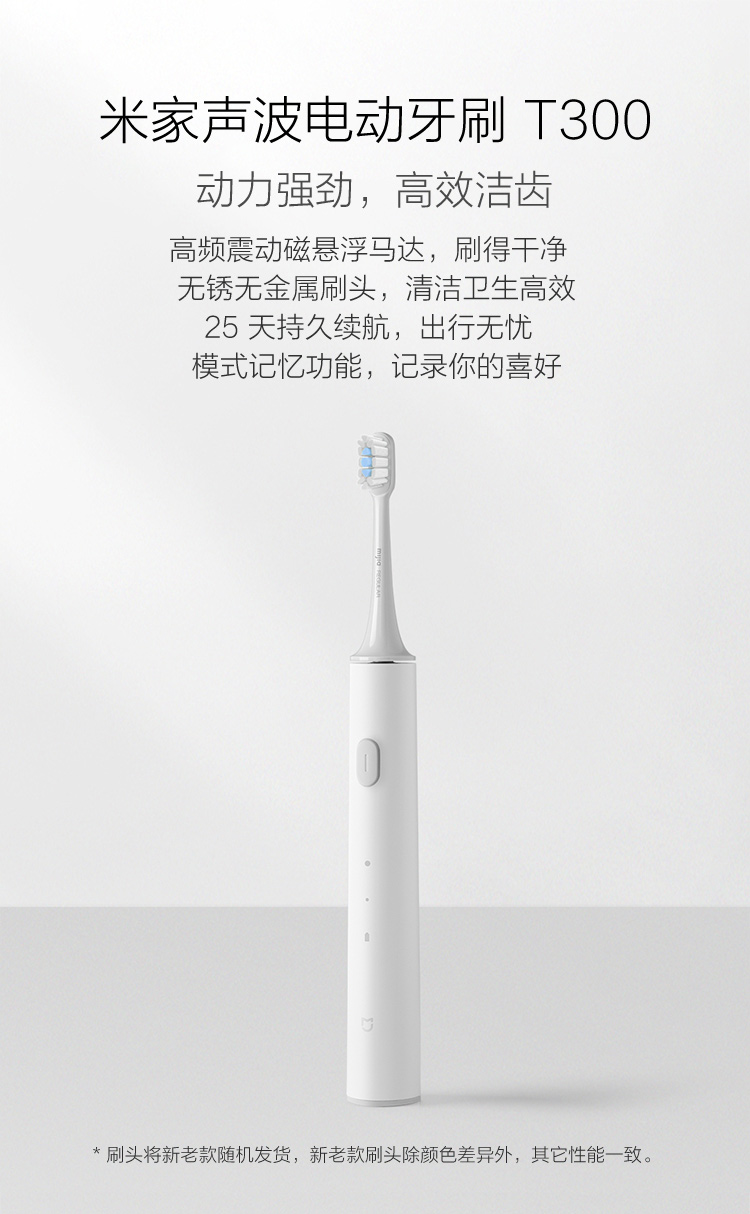 米家声波电动牙刷 T300
动力强劲，高效洁齿
高频震动磁悬浮马达，刷得干净
无锈无金属刷头，清洁卫生高效
25 天持久续航，出行无忧
模式记忆功能，记录你的喜好
mijia
* 刷头将新老款随机发货，新老款刷头除颜色差异外，其它性能一致。